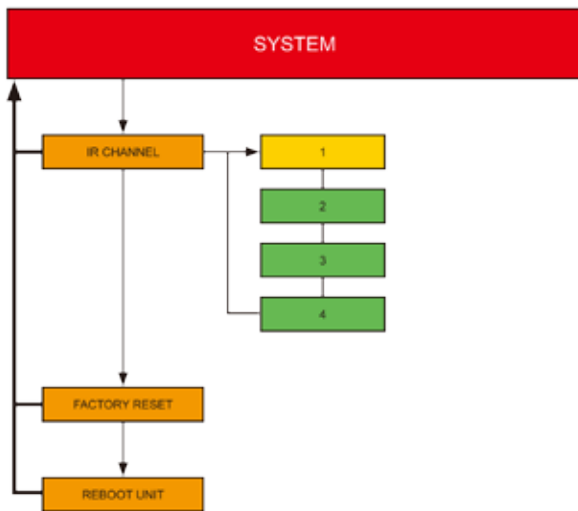 SYSTEM
IR CHANNEL
1
2
3
4
FACTORY RESET
REBOOT UNIT